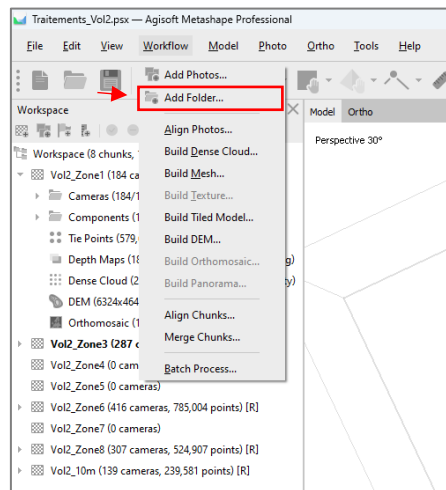 Traitements_Vol2.psx — Agisoft Metashape Professional
File Edit View Workflow Model Photo Ortho Tools Help
Add Photos...
Add Folder...
Workspace
Model Ortho
Perspective 30°
Align Photos...
Build Dense Cloud...
Build Mesh...
Build Texture...
Build Tiled Model...
Build DEM...
Build Orthomosaic...
Build Panorama...
Align Chunks...
Merge Chunks...
Batch Process...
Workspace (8 chunks,
Vol2_Zone1 (184 ca
Cameras (184/1
Components (1
Tie Points (579,
Depth Maps (18 g)
Dense Cloud (2 ty)
DEM (6324x464
Orthomosaic (1
Vol2_Zone3 (287 c
Vol2_Zone4 (0 cam
Vol2_Zone5 (0 cameras)
Vol2_Zone6 (416 cameras, 785,004 points) [R]
Vol2_Zone7 (0 cameras)
Vol2_Zone8 (307 cameras, 524,907 points) [R]
Vol2_10m (139 cameras, 239,581 points) [R]